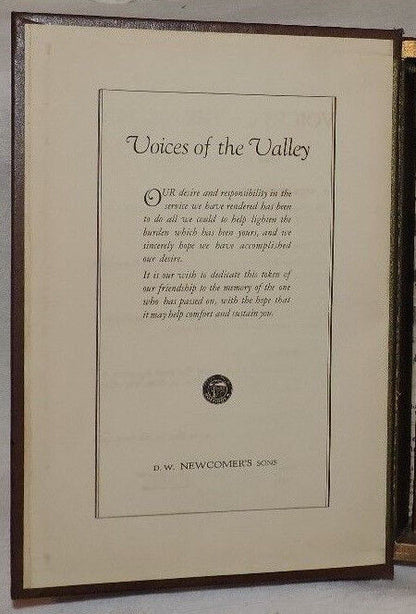 Voices of the Valley
OUR desire and responsibility in the
service we have rendered has been
to do all we could to help lighten the
burden which has been yours, and we
sincerely hope we have accomplished
our desire.
It is our wish to dedicate this token of
our friendship to the memory of the one
who has passed on, with the hope that
it may help comfort and sustain you.
D. W. NEWCOMER'S SONS